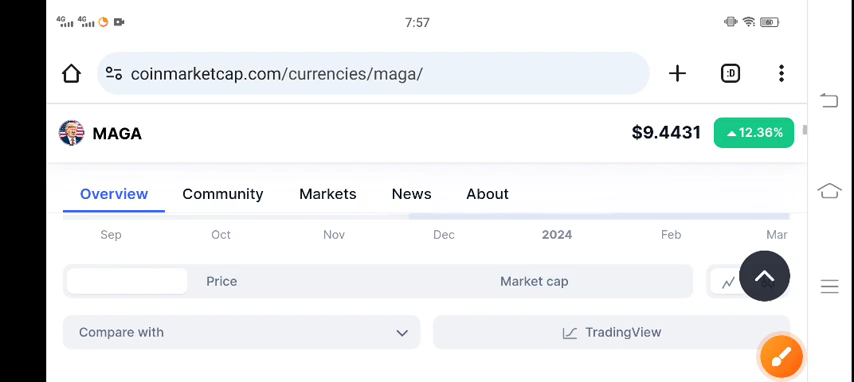 4G 4G 7:57 60
coinmarketcap.com/currencies/maga/ :D
MAGA $9.4431 12.36%
Overview Community Markets News About
Sep Oct Nov Dec 2024 Feb Mar
Price Market cap
Compare with TradingView